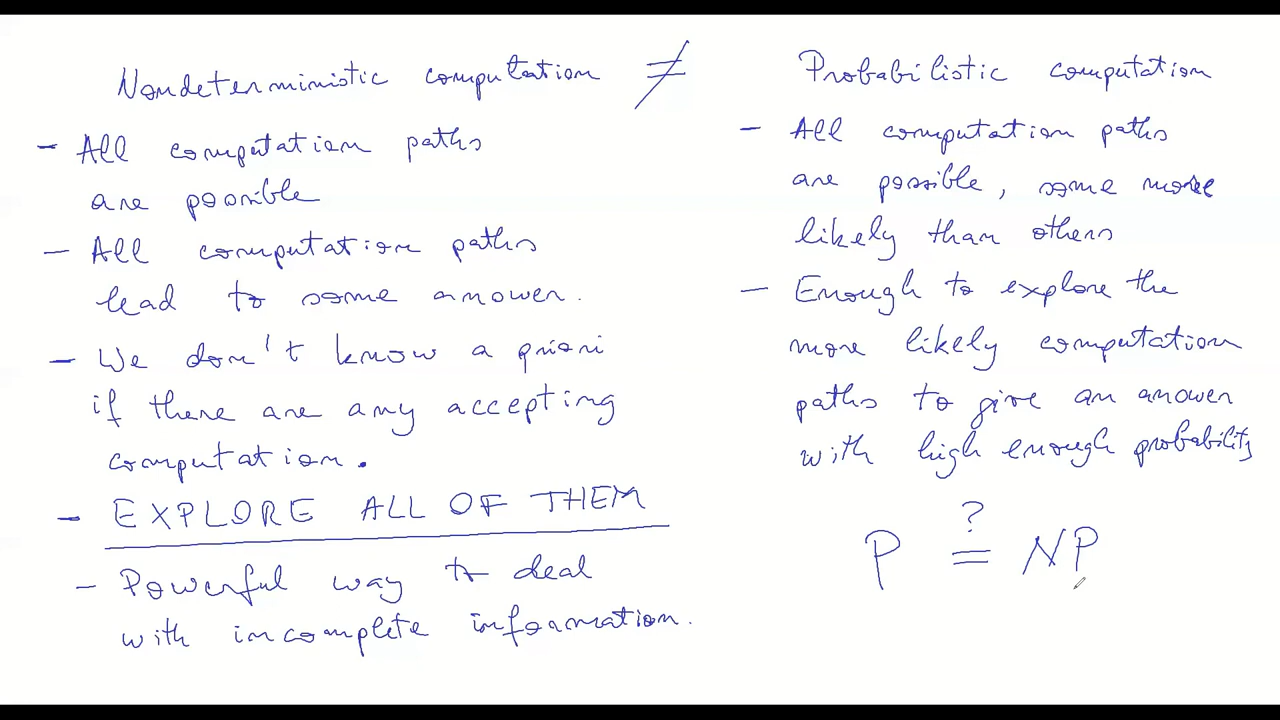 Nondeterministic computation ≠ Probabilistic computation
- All computation paths
are possible
- All computation paths
lead to some answer.
- We don't know a priori
if there are any accepting
computation.
- EXPLORE ALL OF THEM
- Powerful way to deal
with incomplete information.
- All computation paths
are possible, some more
likely than others
- Enough to explore the
more likely computation
paths to give an answer
with high enough probability
?
P = NP